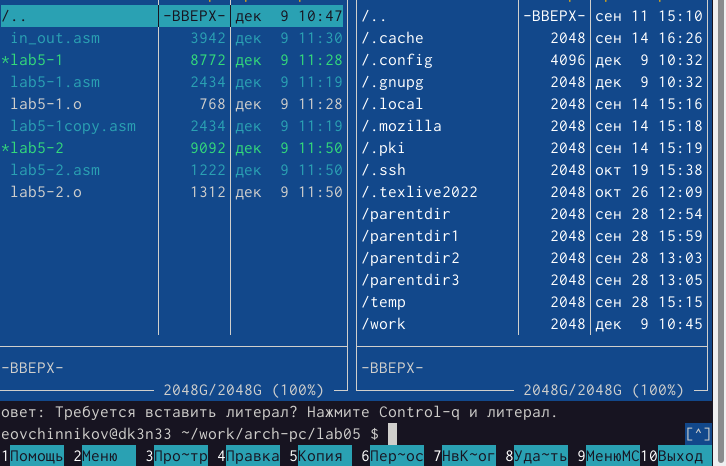 /.. -ВВЕРХ- дек 9 10:47
in_out.asm 3942 дек 9 11:30
*lab5-1 8772 дек 9 11:28
lab5-1.asm 2434 дек 9 11:19
lab5-1.o 768 дек 9 11:28
lab5-1copy.asm 2434 дек 9 11:19
*lab5-2 9092 дек 9 11:50
lab5-2.asm 1222 дек 9 11:50
lab5-2.o 1312 дек 9 11:50
-ВВЕРХ-
2048G/2048G (100%)
/.. -ВВЕРХ- сен 11 15:10
/.cache 2048 сен 14 16:26
/.config 4096 дек 9 10:32
/.gnupg 2048 дек 9 10:32
/.local 2048 сен 14 15:16
/.mozilla 2048 сен 14 15:18
/.pki 2048 сен 14 15:19
/.ssh 2048 окт 19 15:38
/.texlive2022 2048 окт 26 12:09
/parentdir 2048 сен 28 12:54
/parentdir1 2048 сен 28 15:59
/parentdir2 2048 сен 28 13:03
/parentdir3 2048 сен 28 13:05
/temp 2048 сен 28 15:15
/work 2048 дек 9 10:45
-ВВЕРХ-
2048G/2048G (100%)
овет: Требуется вставить литерал? Нажмите Control-q и литерал.
eovchinnikov@dk3n33 ~/work/arch-pc/lab05 $ [^]
1Помощь 2Меню 3Про~тр 4Правка 5Копия 6Пер~ос 7НвК~ог 8Уда~ть 9МенюMC 10Выход